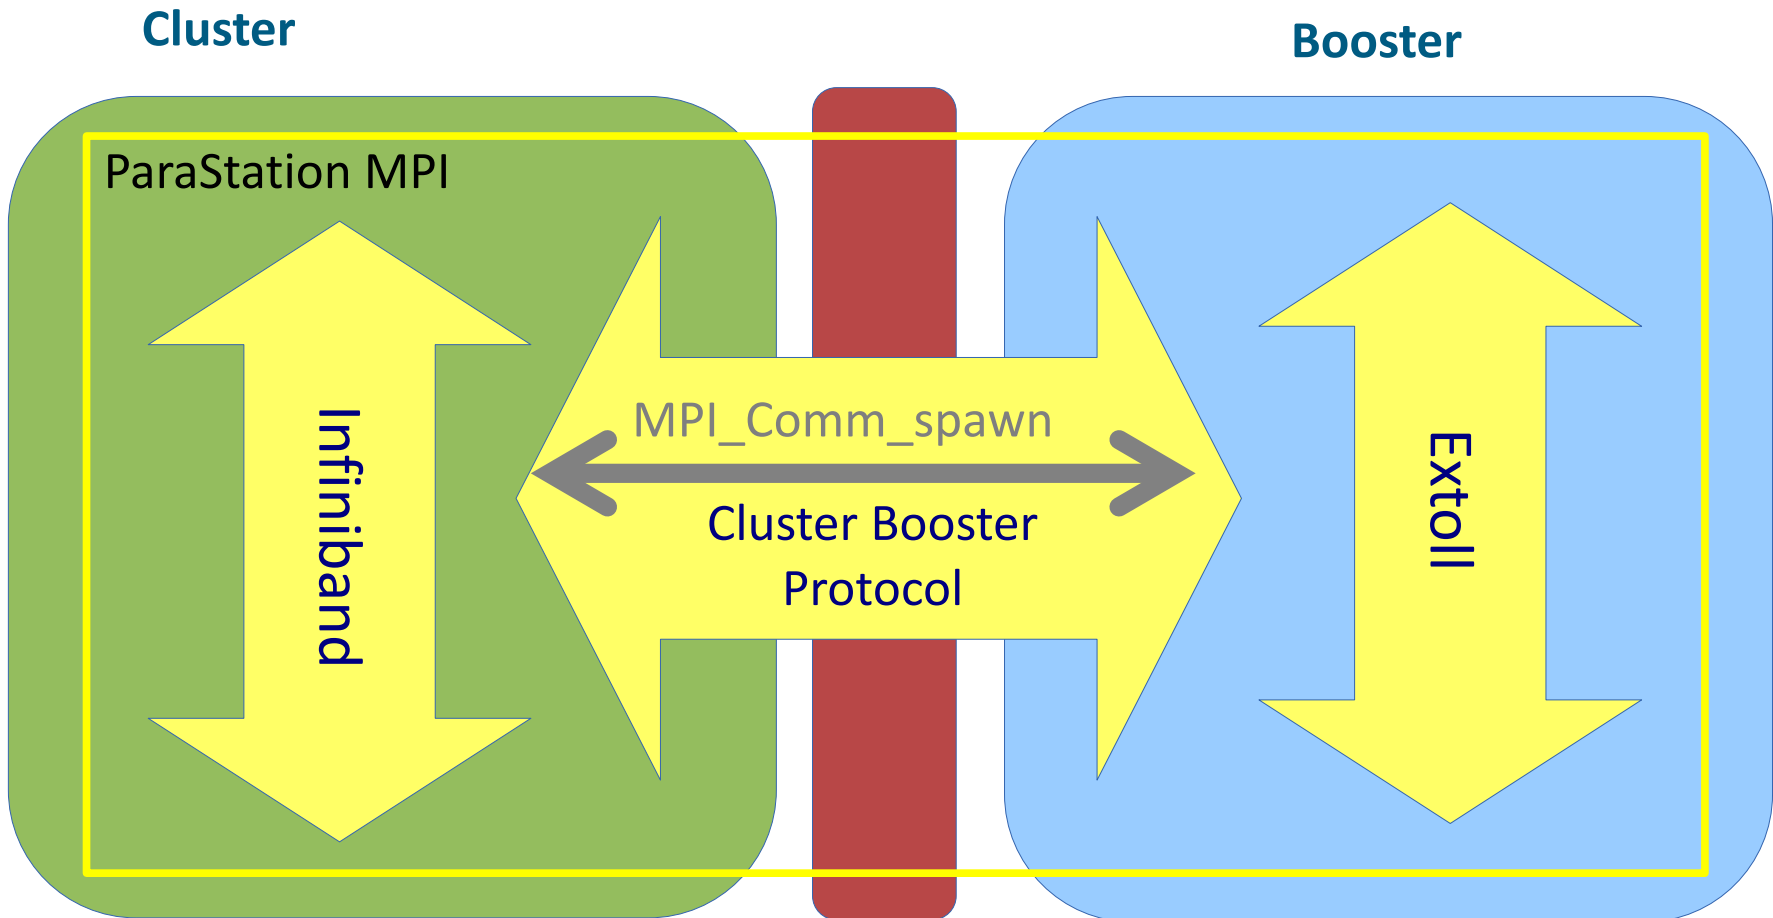 Cluster
Booster
ParaStation MPI
Infiniband
MPI_Comm_spawn
Cluster Booster
Protocol
Extoll